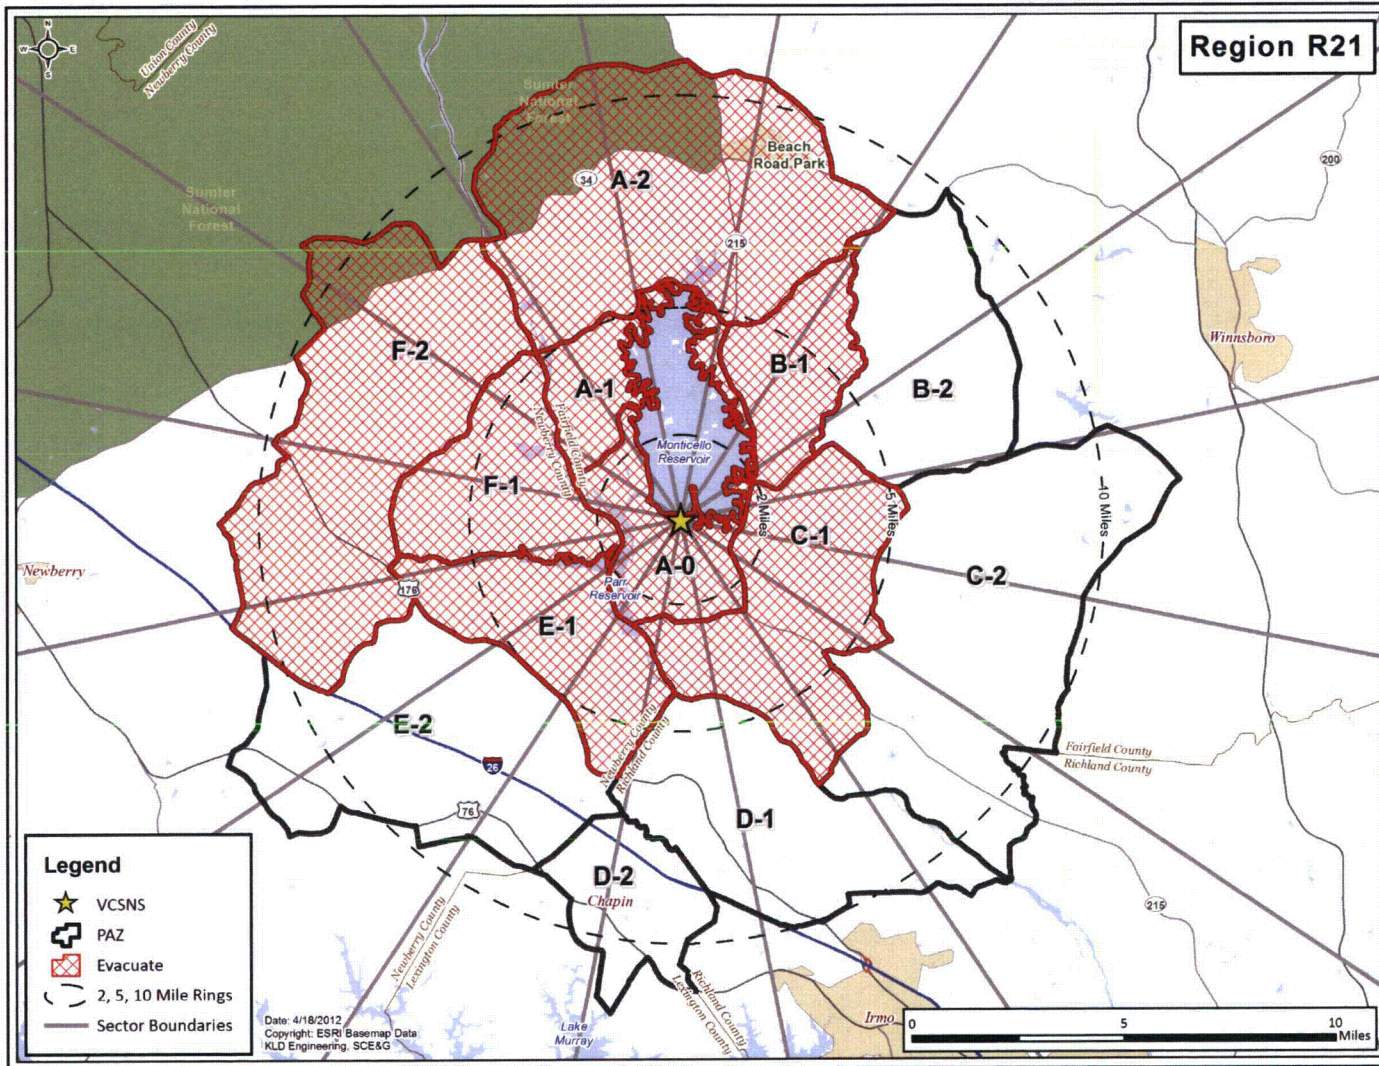 Region R21
N
W
E
S
Union County
Newberry County
Sumter
National
Forest
Beach
Road Park
200
34
A-2
Sumter
National
Forest
215
Winnsboro
F-2
A-1
B-1
B-2
Fairfield County
Newberry County
Monticello
Reservoir
F-1
2 Miles
5 Miles
10 Miles
C-1
A-0
C-2
Newberry
176
Parr
Reservoir
E-1
E-2
Newberry County
Richland County
Fairfield County
Richland County
26
76
D-1
D-2
Chapin
215
Newberry County
Lexington County
Richland County
Lexington County
Irmo
Lake
Murray
Legend
VCSNS
PAZ
Evacuate
2, 5, 10 Mile Rings
Sector Boundaries
Date: 4/18/2012
Copyright: ESRI Basemap Data
KLD Engineering, SCE&G
0
5
10
Miles